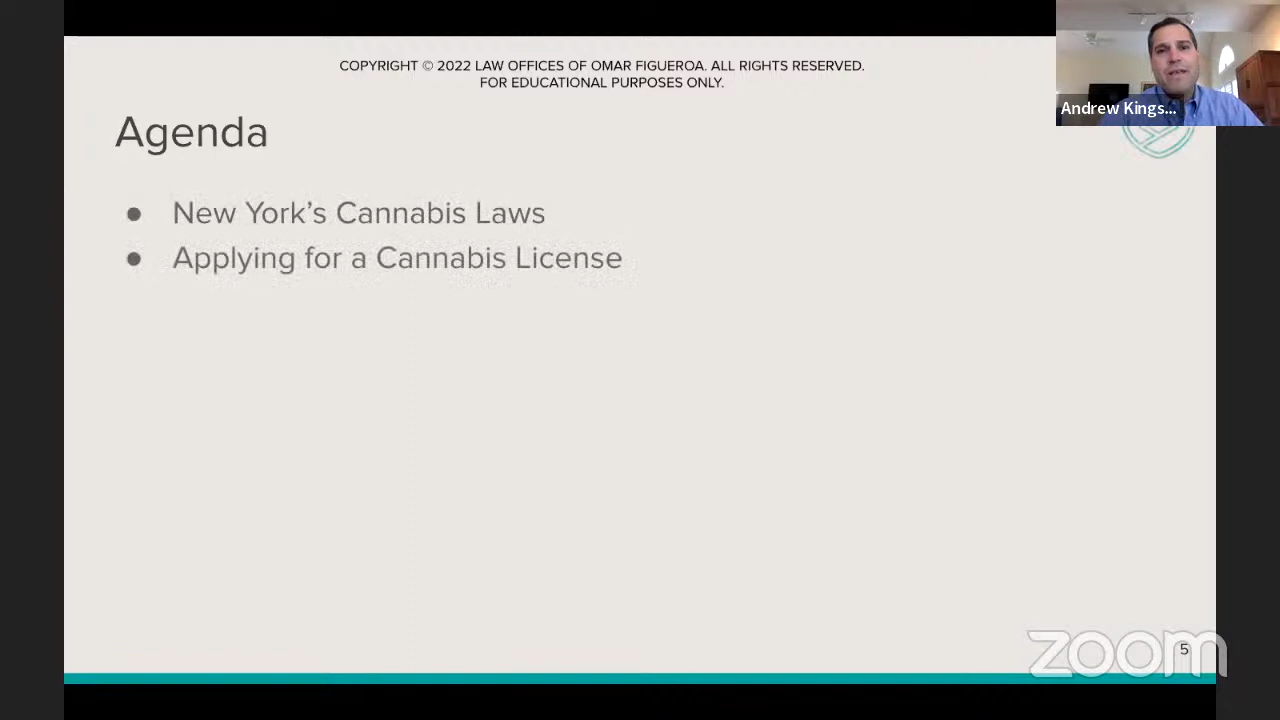 COPYRIGHT © 2022 LAW OFFICES OF OMAR FIGUEROA. ALL RIGHTS RESERVED.
FOR EDUCATIONAL PURPOSES ONLY.
Andrew Kings...
Agenda
● New York's Cannabis Laws
● Applying for a Cannabis License
zoom
5